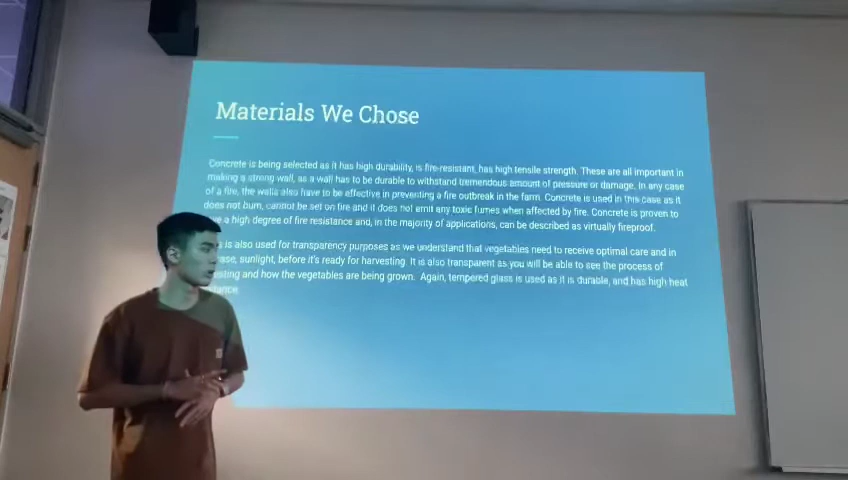 Materials We Chose
Concrete is being selected as it has high durability, is fire-resistant, has high tensile strength. These are all important in
making a strong wall, as a wall has to be durable to withstand tremendous amount of pressure or damage. In any case
of a fire, the walls also have to be effective in preventing a fire outbreak in the farm. Concrete is used in this case as it
does not burn, cannot be set on fire and it does not emit any toxic fumes when affected by fire. Concrete is proven to
a high degree of fire resistance and, in the majority of applications, can be described as virtually fireproof.
is also used for transparency purposes as we understand that vegetables need to receive optimal care and in
sunlight, before it's ready for harvesting. It is also transparent as you will be able to see the process of
and how the vegetables are being grown. Again, tempered glass is used as it is durable, and has high heat